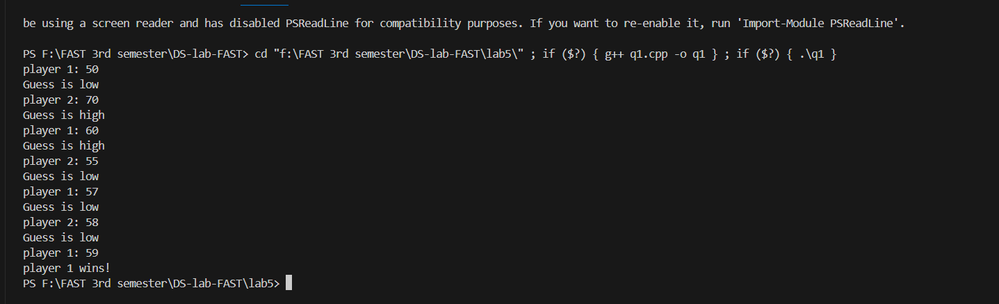 be using a screen reader and has disabled PSReadLine for compatibility purposes. If you want to re-enable it, run 'Import-Module PSReadLine'.
PS F:\FAST 3rd semester\DS-lab-FAST> cd "f:\FAST 3rd semester\DS-lab-FAST\lab5\" ; if ($?) { g++ q1.cpp -o q1 } ; if ($?) { .\q1 }
player 1: 50
Guess is low
player 2: 70
Guess is high
player 1: 60
Guess is high
player 2: 55
Guess is low
player 1: 57
Guess is low
player 2: 58
Guess is low
player 1: 59
player 1 wins!
PS F:\FAST 3rd semester\DS-lab-FAST\lab5>